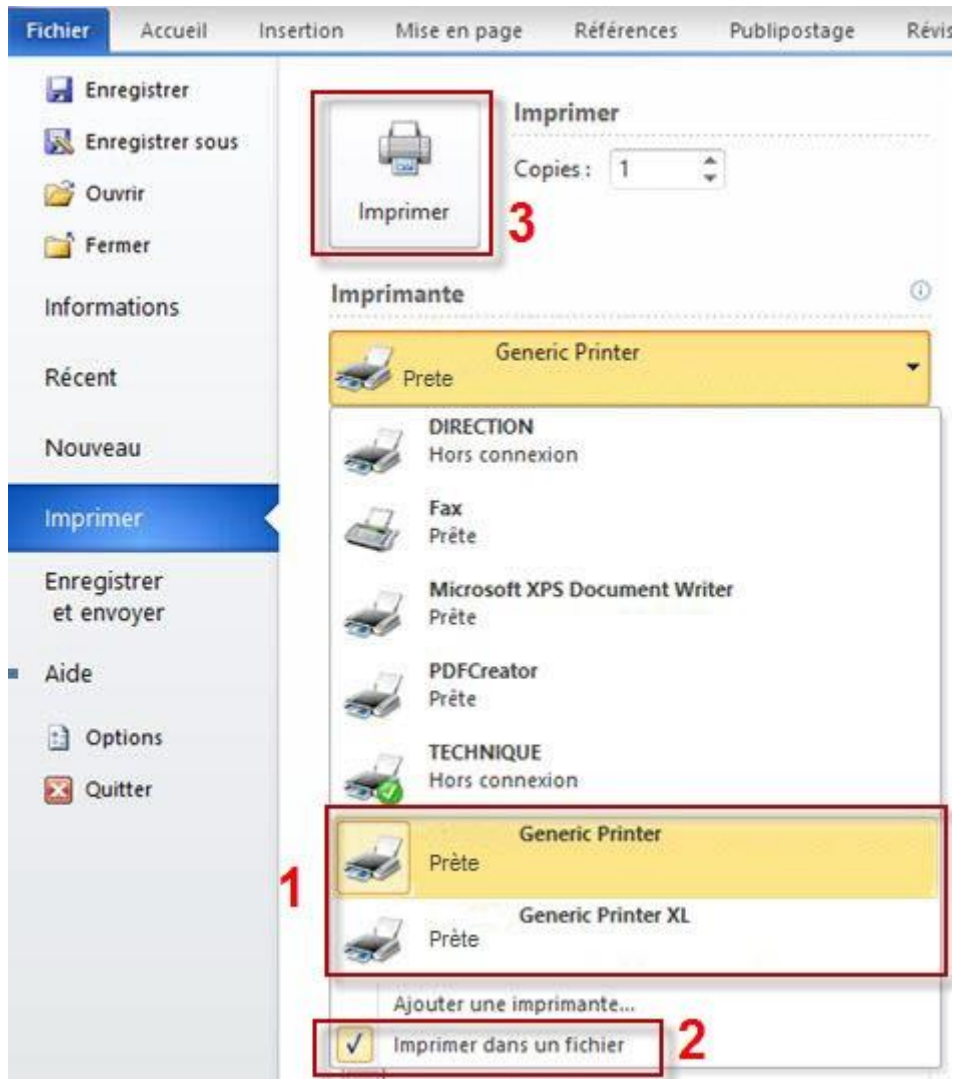 Fichier Accueil Insertion Mise en page Références Publipostage
Enregistrer
Enregistrer sous
Ouvrir
Fermer
Informations
Récent
Nouveau
Imprimer
Enregistrer
et envoyer
Aide
Options
Quitter
Imprimer
Copies : 1
Imprimer
3
Imprimante
Generic Printer
Prete
DIRECTION
Hors connexion
Fax
Prête
Microsoft XPS Document Writer
Prête
PDFCreator
Prête
TECHNIQUE
Hors connexion
1
Generic Printer
Prète
Generic Printer XL
Prète
Ajouter une imprimante...
Imprimer dans un fichier 2